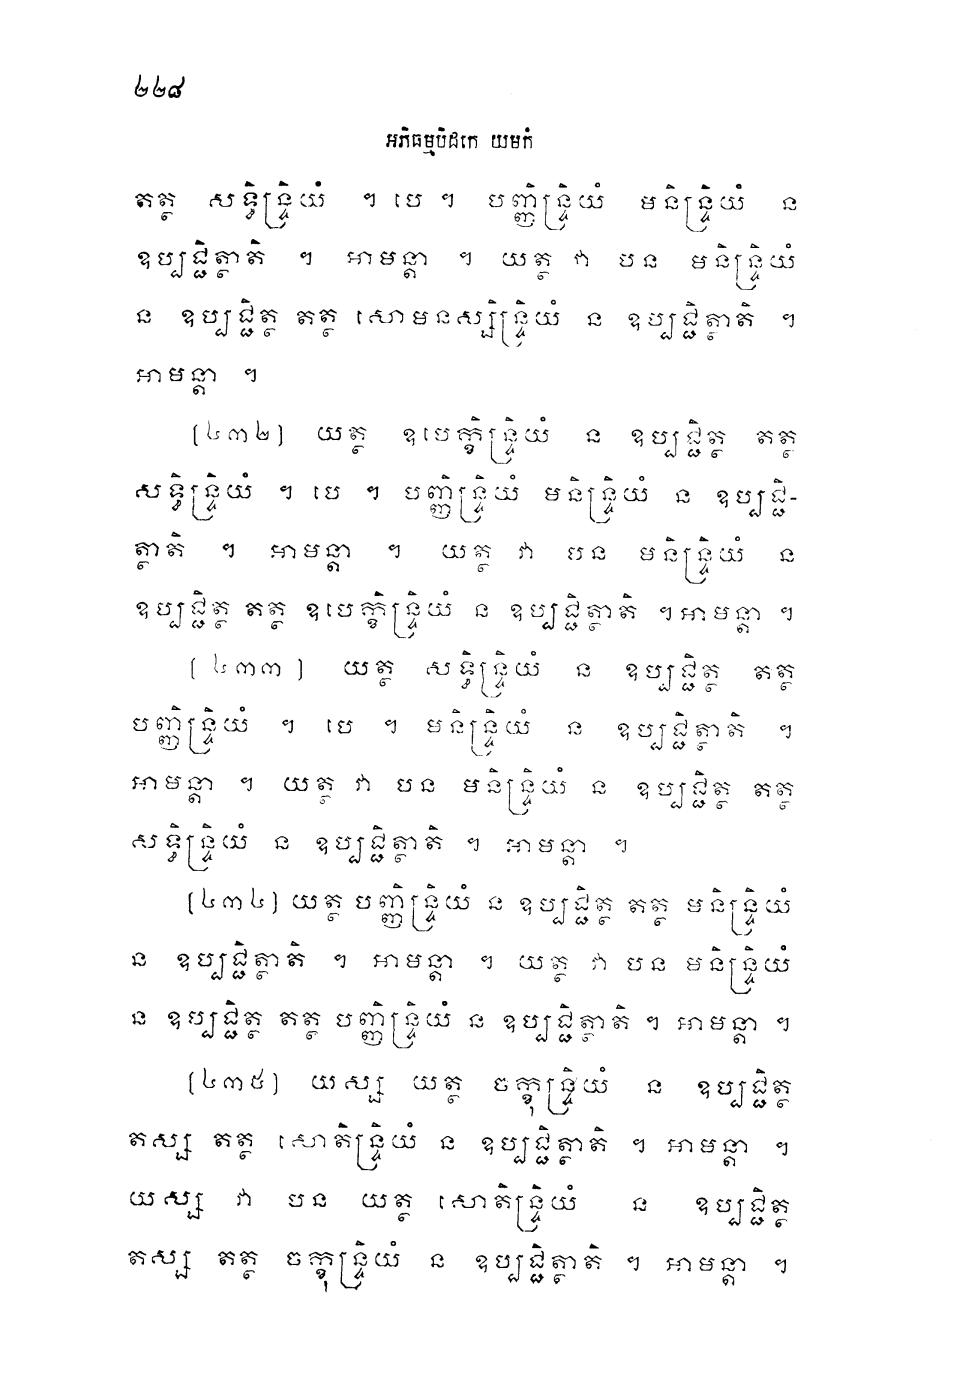 ២២៨
អភិធម្មបិដកេ យមកំ
តត្ថ សទ្ធិន្ទ្រិយំ ។ បេ ។ បញ្ញិន្ទ្រិយំ មនិន្ទ្រិយំ ន
ឧប្បជ្ជិត្ថាតិ ។ អាមន្តា ។ យត្ថ វា បន មនិន្ទ្រិយំ
ន ឧប្បជ្ជិត្ថ តត្ថ សោមនស្សិន្ទ្រិយំ ន ឧប្បជ្ជិត្ថាតិ ។
អាមន្តា ។
(៤៣២) យត្ថ ឧបេក្ខិន្ទ្រិយំ ន ឧប្បជ្ជិត្ថ តត្ថ
សទ្ធិន្ទ្រិយំ ។ បេ ។ បញ្ញិន្ទ្រិយំ មនិន្ទ្រិយំ ន ឧប្បជ្ជិ-
ត្ថាតិ ។ អាមន្តា ។ យត្ថ វា បន មនិន្ទ្រិយំ ន
ឧប្បជ្ជិត្ថ តត្ថ ឧបេក្ខិន្ទ្រិយំ ន ឧប្បជ្ជិត្ថាតិ ។ អាមន្តា ។
( ៤៣៣ ) យត្ថ សទ្ធិន្ទ្រិយំ ន ឧប្បជ្ជិត្ថ តត្ថ
បញ្ញិន្ទ្រិយំ ។ បេ ។ មនិន្ទ្រិយំ ន ឧប្បជ្ជិត្ថាតិ ។
អាមន្តា ។ យត្ថ វា បន មនិន្ទ្រិយំ ន ឧប្បជ្ជិត្ថ តត្ថ
សទ្ធិន្ទ្រិយំ ន ឧប្បជ្ជិត្ថាតិ ។ អាមន្តា ។
(៤៣៤) យត្ថ បញ្ញិន្ទ្រិយំ ន ឧប្បជ្ជិត្ថ តត្ថ មនិន្ទ្រិយំ
ន ឧប្បជ្ជិត្ថាតិ ។ អាមន្តា ។ យត្ថ វា បន មនិន្ទ្រិយំ
ន ឧប្បជ្ជិត្ថ តត្ថ បញ្ញិន្ទ្រិយំ ន ឧប្បជ្ជិត្ថាតិ ។ អាមន្តា ។
(៤៣៥) យស្ស យត្ថ ចក្ខុន្ទ្រិយំ ន ឧប្បជ្ជិត្ថ
តស្ស តត្ថ សោតិន្ទ្រិយំ ន ឧប្បជ្ជិត្ថាតិ ។ អាមន្តា ។
យស្ស វា បន យត្ថ សោតិន្ទ្រិយំ ន ឧប្បជ្ជិត្ថ
តស្ស តត្ថ ចក្ខុន្ទ្រិយំ ន ឧប្បជ្ជិត្ថាតិ ។ អាមន្តា ។